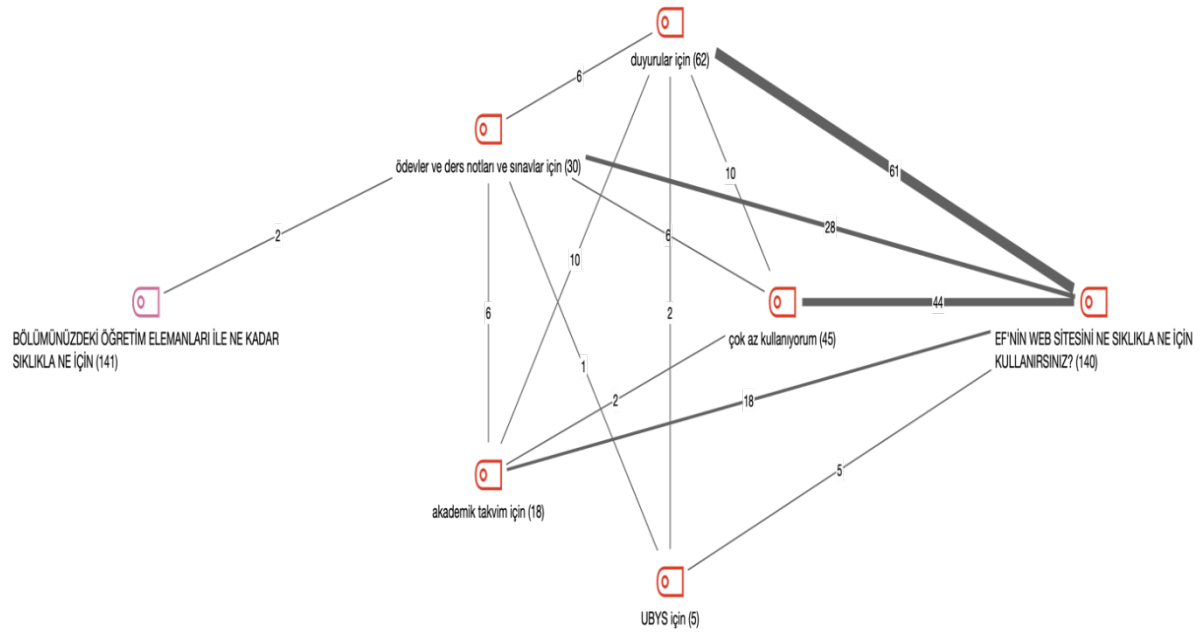 duyurular için (62)
6
ödevler ve ders notları ve sınavlar için (30)
61
10
28
2
6
10
BÖLÜMÜNÜZDEKİ ÖĞRETİM ELEMANLARI İLE NE KADAR
SIKLIKLA NE İÇİN (141)
44
çok az kullanıyorum (45)
EF'NİN WEB SİTESİNİ NE SIKLIKLA NE İÇİN
KULLANIRSINIZ? (140)
6
2
1
2
18
5
akademik takvim için (18)
UBYS için (5)